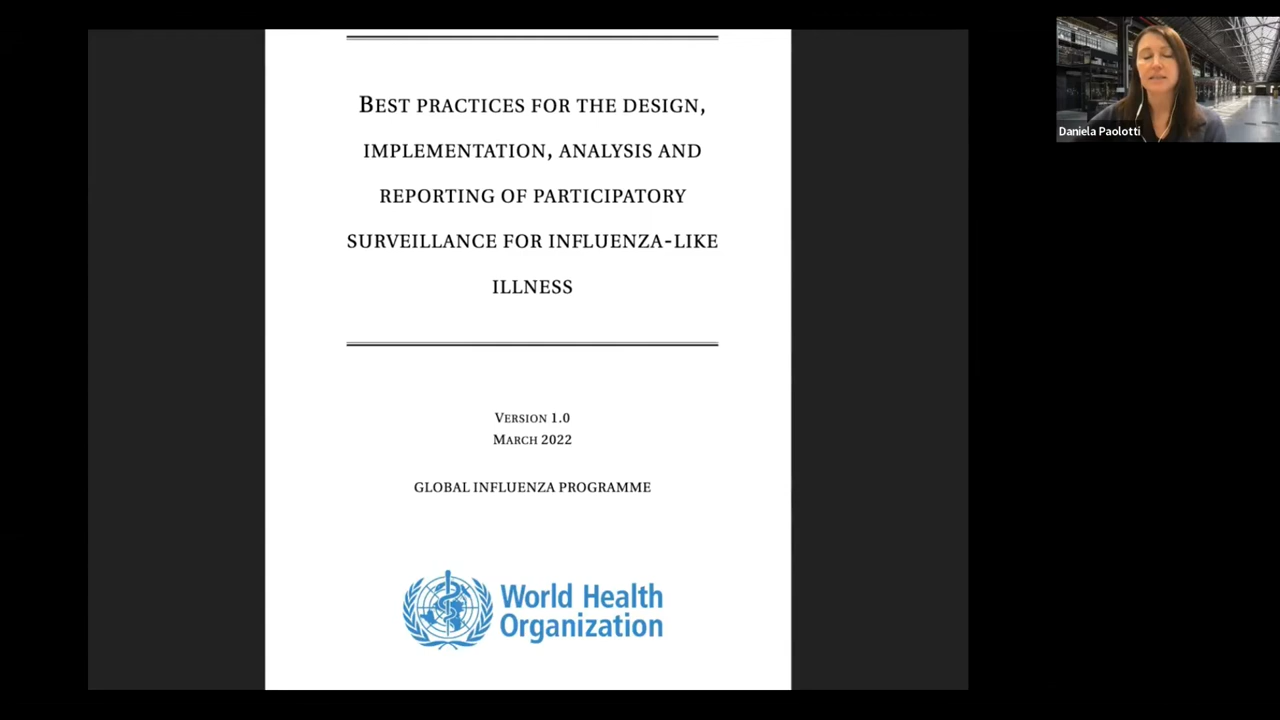 BEST PRACTICES FOR THE DESIGN,
IMPLEMENTATION, ANALYSIS AND
REPORTING OF PARTICIPATORY
SURVEILLANCE FOR INFLUENZA-LIKE
ILLNESS
VERSION 1.0
MARCH 2022
GLOBAL INFLUENZA PROGRAMME
World Health
Organization
Daniela Paolotti